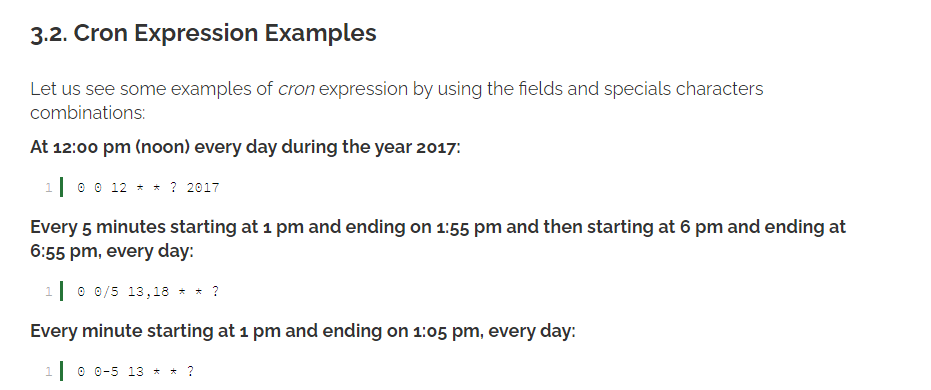 3.2. Cron Expression Examples
Let us see some examples of cron expression by using the fields and specials characters
combinations:
At 12:00 pm (noon) every day during the year 2017:
1 0 0 12 * * ? 2017
Every 5 minutes starting at 1 pm and ending on 1:55 pm and then starting at 6 pm and ending at
6:55 pm, every day:
1 0 0/5 13,18 * * ?
Every minute starting at 1 pm and ending on 1:05 pm, every day:
1 0 0-5 13 * * ?